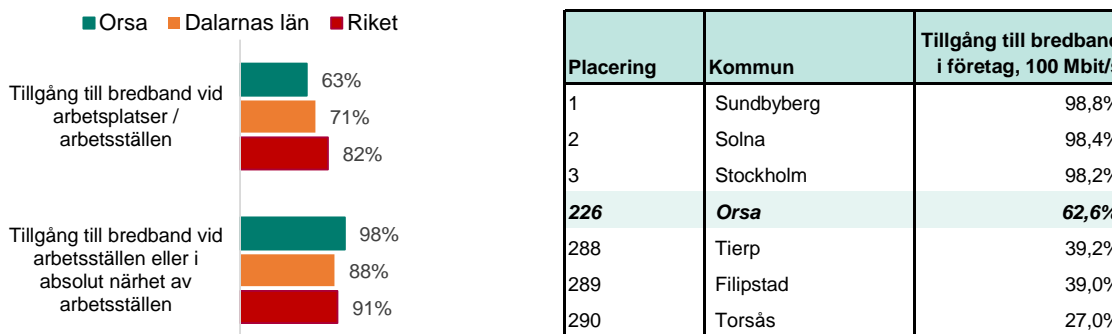 Orsa Dalarnas län Riket
Tillgång till bredband vid
arbetsplatser /
arbetsställen
63%
71%
82%
Tillgång till bredband vid
arbetsställen eller i
absolut närhet av
arbetsställen
98%
88%
91%
Tillgång till bredband
Placering Kommun i företag, 100 Mbit/s
1 Sundbyberg 98,8%
2 Solna 98,4%
3 Stockholm 98,2%
226 Orsa 62,6%
288 Tierp 39,2%
289 Filipstad 39,0%
290 Torsås 27,0%